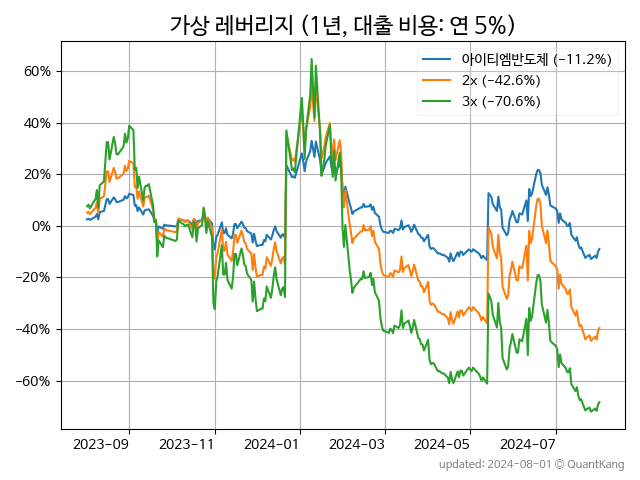 가상 레버리지 (1년, 대출 비용: 연 5%)
아이티엠반도체 (−11.2%)
2x (−42.6%)
3x (−70.6%)
60%
40%
20%
0%
−20%
−40%
−60%
2023-09 2023-11 2024-01 2024-03 2024-05 2024-07
updated: 2024-08-01 © QuantKang